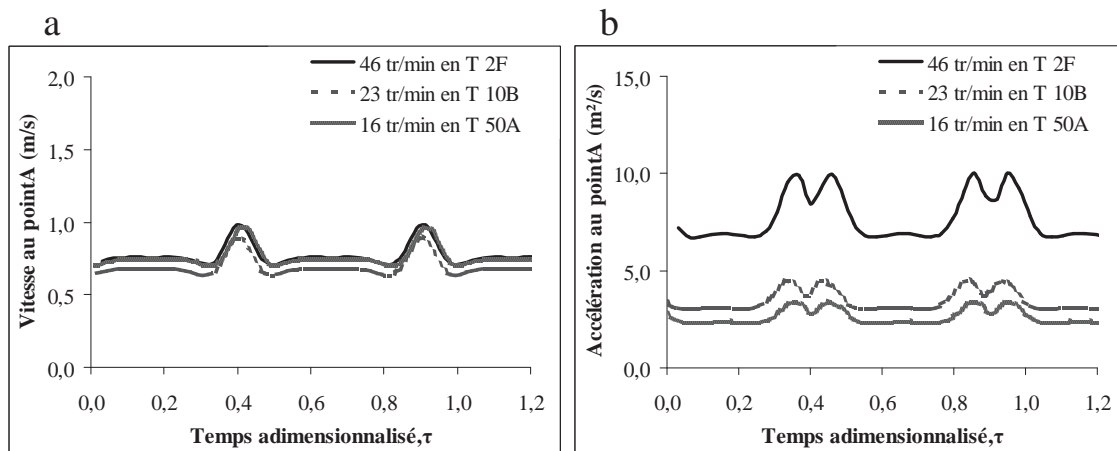 a
46 tr/min en T 2F
23 tr/min en T 10B
16 tr/min en T 50A
Vitesse au pointA (m/s)
2,0
1,5
1,0
0,5
0,0
0,0 0,2 0,4 0,6 0,8 1,0 1,2
Temps adimensionnalisé,τ
b
46 tr/min en T 2F
23 tr/min en T 10B
16 tr/min en T 50A
Accélération au pointA (m²/s)
15,0
10,0
5,0
0,0
0,0 0,2 0,4 0,6 0,8 1,0 1,2
Temps adimensionnalisé,τ